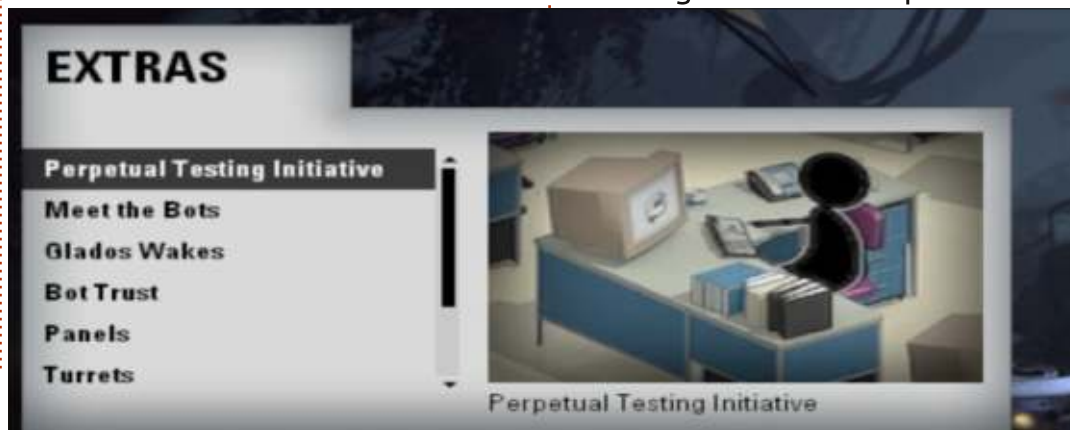 EXTRAS
Perpetual Testing Initiative
Meet the Bots
Glados Wakes
Bot Trust
Panels
Turrets
Perpetual Testing Initiative